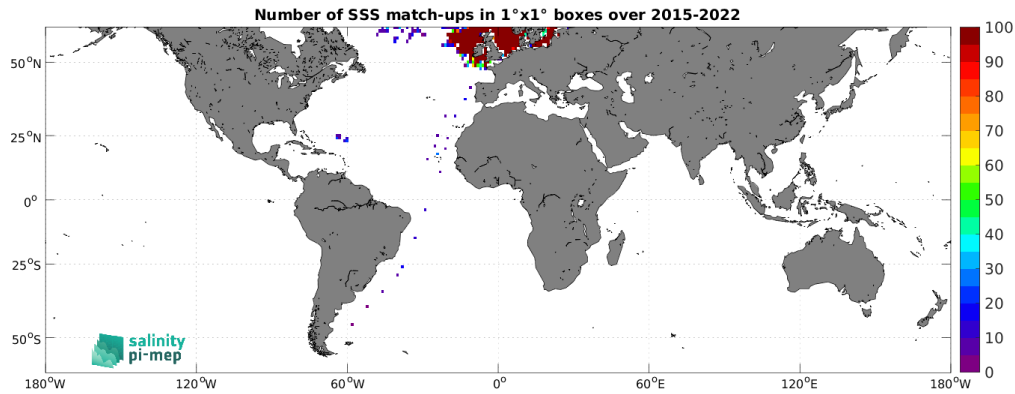 Number of SSS match-ups in 1°x1° boxes over 2015-2022
50°N
25°N
0°
25°S
50°S
180°W
120°W
60°W
0°
60°E
120°E
180°W
100
90
80
70
60
50
40
30
20
10
0
salinity
pi-mep